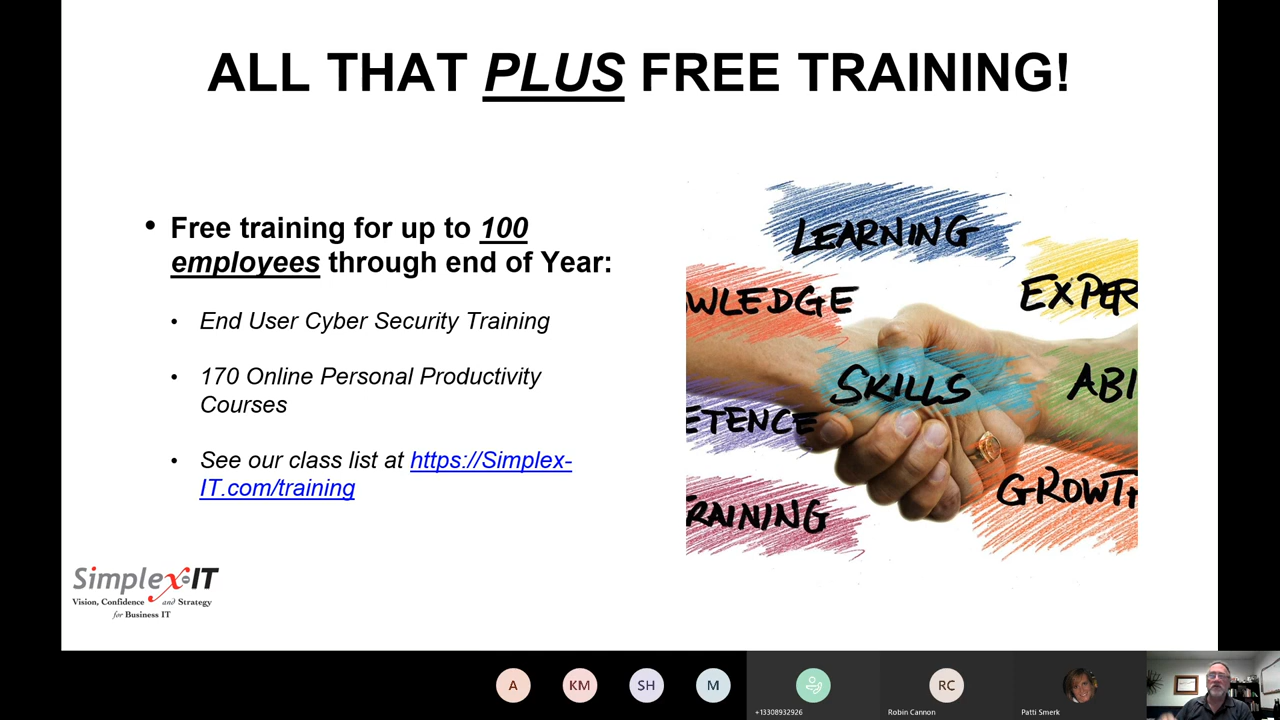 ALL THAT PLUS FREE TRAINING!
• Free training for up to 100
employees through end of Year:
• End User Cyber Security Training
• 170 Online Personal Productivity
Courses
• See our class list at https://Simplex-
IT.com/training
LEARNING
WLEDGE
EXPER
SKILLS
ABI
ETENCE
GROWTH
RAINING
Simplex-IT
Vision, Confidence and Strategy
for Business IT
A
KM
SH
M
+13308932926
RC
Robin Cannon
Patti Smerk